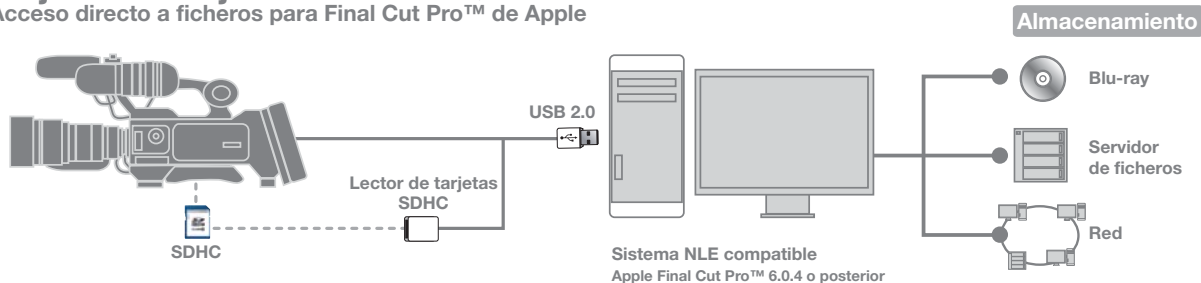 Acceso directo a ficheros para Final Cut Pro™ de Apple
Almacenamiento
USB 2.0
Blu-ray
Servidor
de ficheros
Lector de tarjetas
SDHC
SDHC
Red
Sistema NLE compatible
Apple Final Cut Pro™ 6.0.4 o posterior